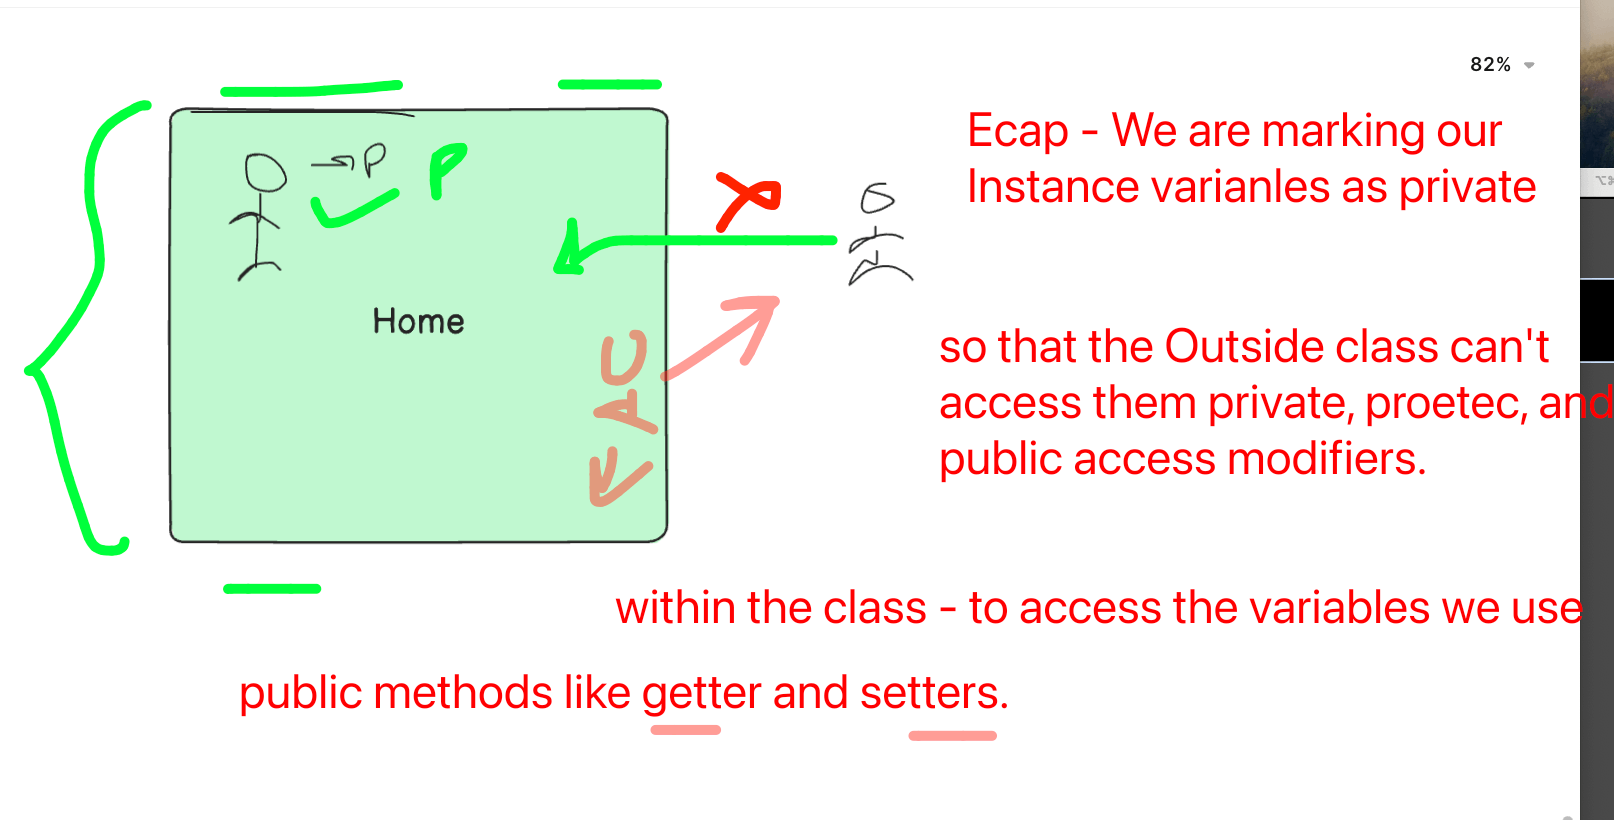 82%
Ecap - We are marking our
Instance varianles as private
P P
G
Home
so that the Outside class can't
access them private, proetec, and
public access modifiers.
AC
within the class - to access the variables we use
public methods like getter and setters.